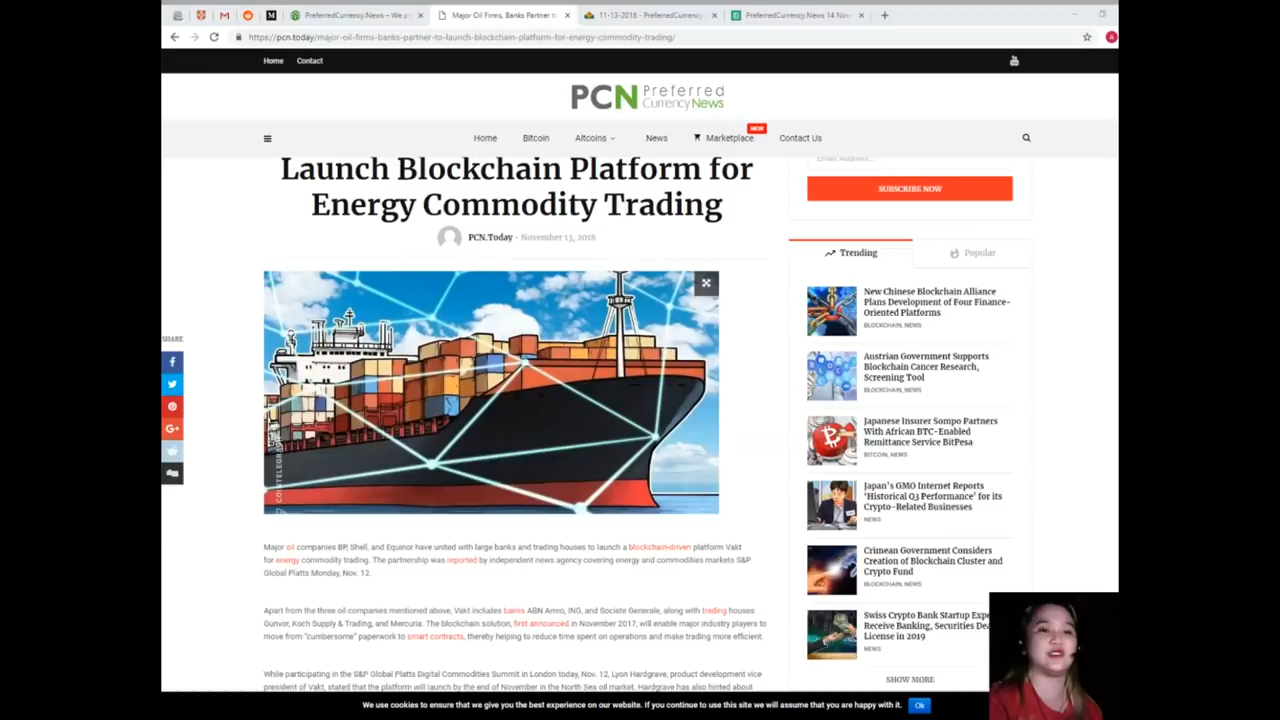 PreferredCurrency.News – We p
Major Oil Firms, Banks Partner to
11-13-2018 - PreferredCurrency
PreferredCurrency.News 14 Nov
https://pcn.today/major-oil-firms-banks-partner-to-launch-blockchain-platform-for-energy-commodity-trading/
Home Contact
PCN Preferred
Currency News
NEW
Home Bitcoin Altcoins News Marketplace Contact Us
Launch Blockchain Platform for
Energy Commodity Trading
PCN.Today - November 13, 2018
Email Address...
SUBSCRIBE NOW
Trending Popular
SHARE
COINTELEGRAPH
New Chinese Blockchain Alliance
Plans Development of Four Finance-
Oriented Platforms
BLOCKCHAIN, NEWS
Austrian Government Supports
Blockchain Cancer Research,
Screening Tool
BLOCKCHAIN, NEWS
Japanese Insurer Sompo Partners
With African BTC-Enabled
Remittance Service BitPesa
BITCOIN, NEWS
Japan's GMO Internet Reports
'Historical Q3 Performance' for its
Crypto-Related Businesses
NEWS
Crimean Government Considers
Creation of Blockchain Cluster and
Crypto Fund
BLOCKCHAIN, NEWS
Swiss Crypto Bank Startup Expe
Receive Banking, Securities Dea
License in 2019
NEWS
SHOW MORE
Major oil companies BP, Shell, and Equinor have united with large banks and trading houses to launch a blockchain-driven platform Vakt
for energy commodity trading. The partnership was reported by independent news agency covering energy and commodities markets S&P
Global Platts Monday, Nov. 12.
Apart from the three oil companies mentioned above, Vakt includes banks ABN Amro, ING, and Societe Generale, along with trading houses
Gunvor, Koch Supply & Trading, and Mercuria. The blockchain solution, first announced in November 2017, will enable major industry players to
move from "cumbersome" paperwork to smart contracts, thereby helping to reduce time spent on operations and make trading more efficient.
While participating in the S&P Global Platts Digital Commodities Summit in London today, Nov. 12, Lyon Hardgrave, product development vice
president of Vakt, stated that the platform will launch by the end of November in the North Sea oil market. Hardgrave has also hinted about
We use cookies to ensure that we give you the best experience on our website. If you continue to use this site we will assume that you are happy with it. Ok